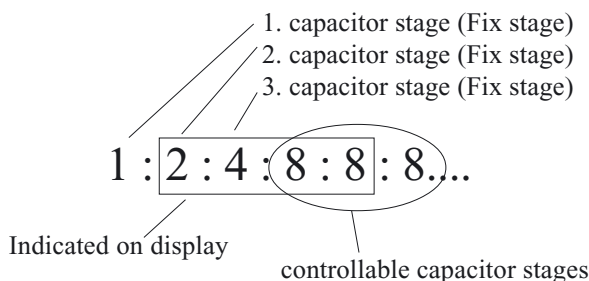 1. capacitor stage (Fix stage)
2. capacitor stage (Fix stage)
3. capacitor stage (Fix stage)
1 : 2 : 4 : 8 : 8 : 8....
Indicated on display
controllable capacitor stages